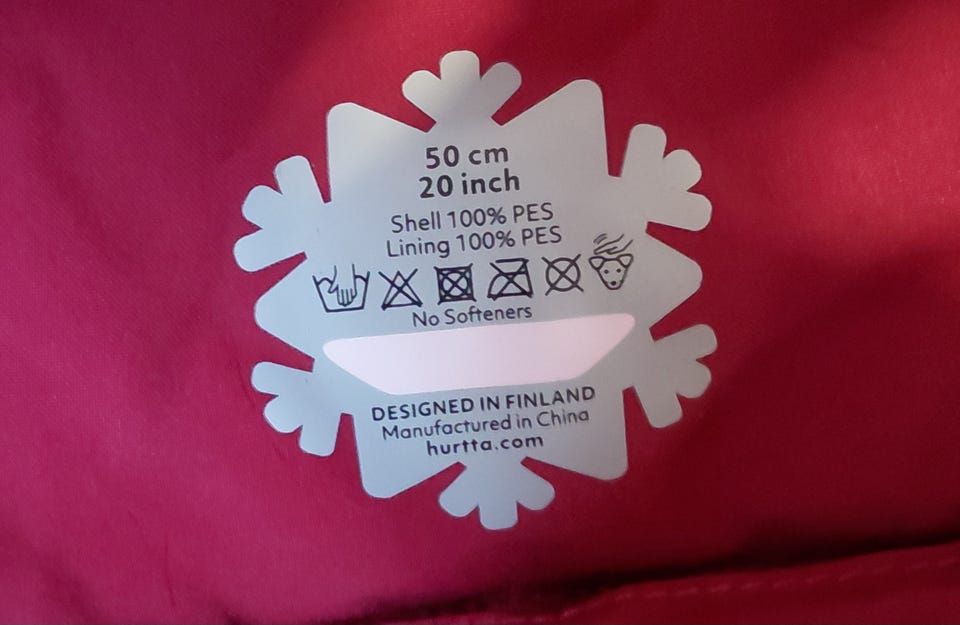 50 cm
20 inch
Shell 100% PES
Lining 100% PES
No Softeners
DESIGNED IN FINLAND
Manufactured in China
hurtta.com